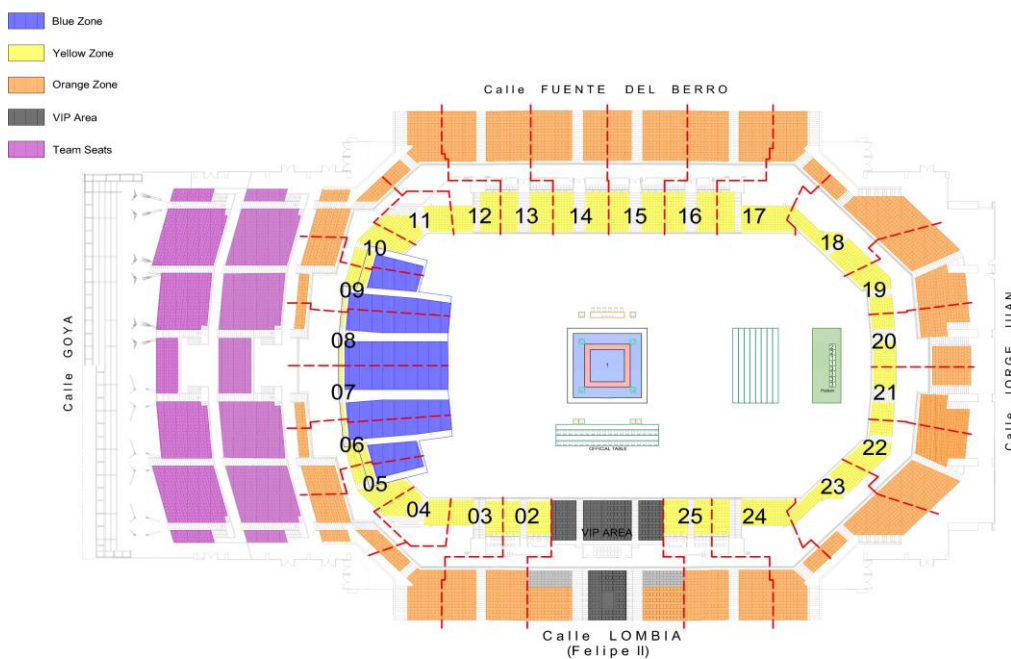 Blue Zone
Yellow Zone
Orange Zone
VIP Area
Team Seats
Calle FUENTE DEL BERRO
11
12
13
14
15
16
17
18
10
09
19
08
20
07
21
06
22
05
23
04
03
02
25
24
Calle GOYA
Calle JORGE JUAN
1
OFFICIAL TABLE
VIP AREA
Calle LOMBIA
(Felipe II)